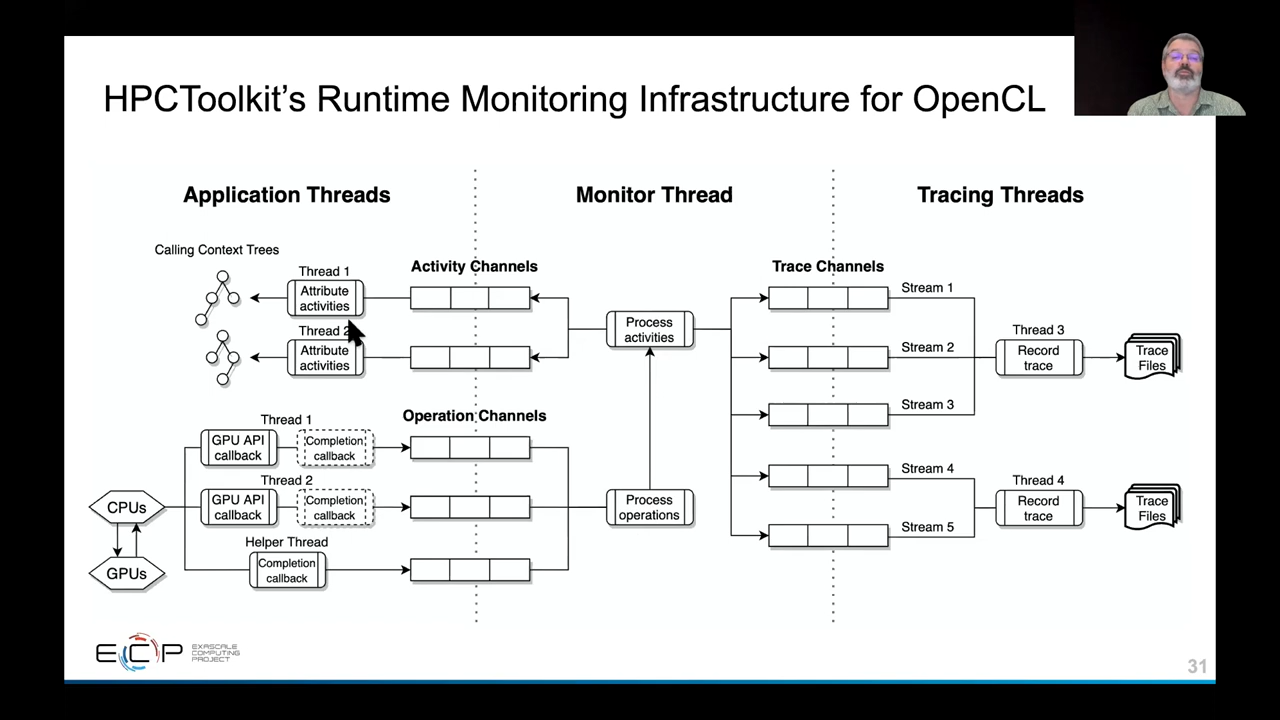 HPCToolkit's Runtime Monitoring Infrastructure for OpenCL
Application Threads
Monitor Thread
Tracing Threads
Calling Context Trees
Thread 1
Attribute
activities
Thread 2
Attribute
activities
Activity Channels
Process
activities
Trace Channels
Stream 1
Stream 2
Stream 3
Stream 4
Stream 5
Thread 3
Record
trace
Trace
Files
Thread 4
Record
trace
Trace
Files
Operation Channels
Thread 1
GPU API
callback
Completion
callback
Thread 2
GPU API
callback
Completion
callback
Helper Thread
Completion
callback
CPUs
GPUs
Process
operations
ECP
EXASCALE
COMPUTING
PROJECT
31